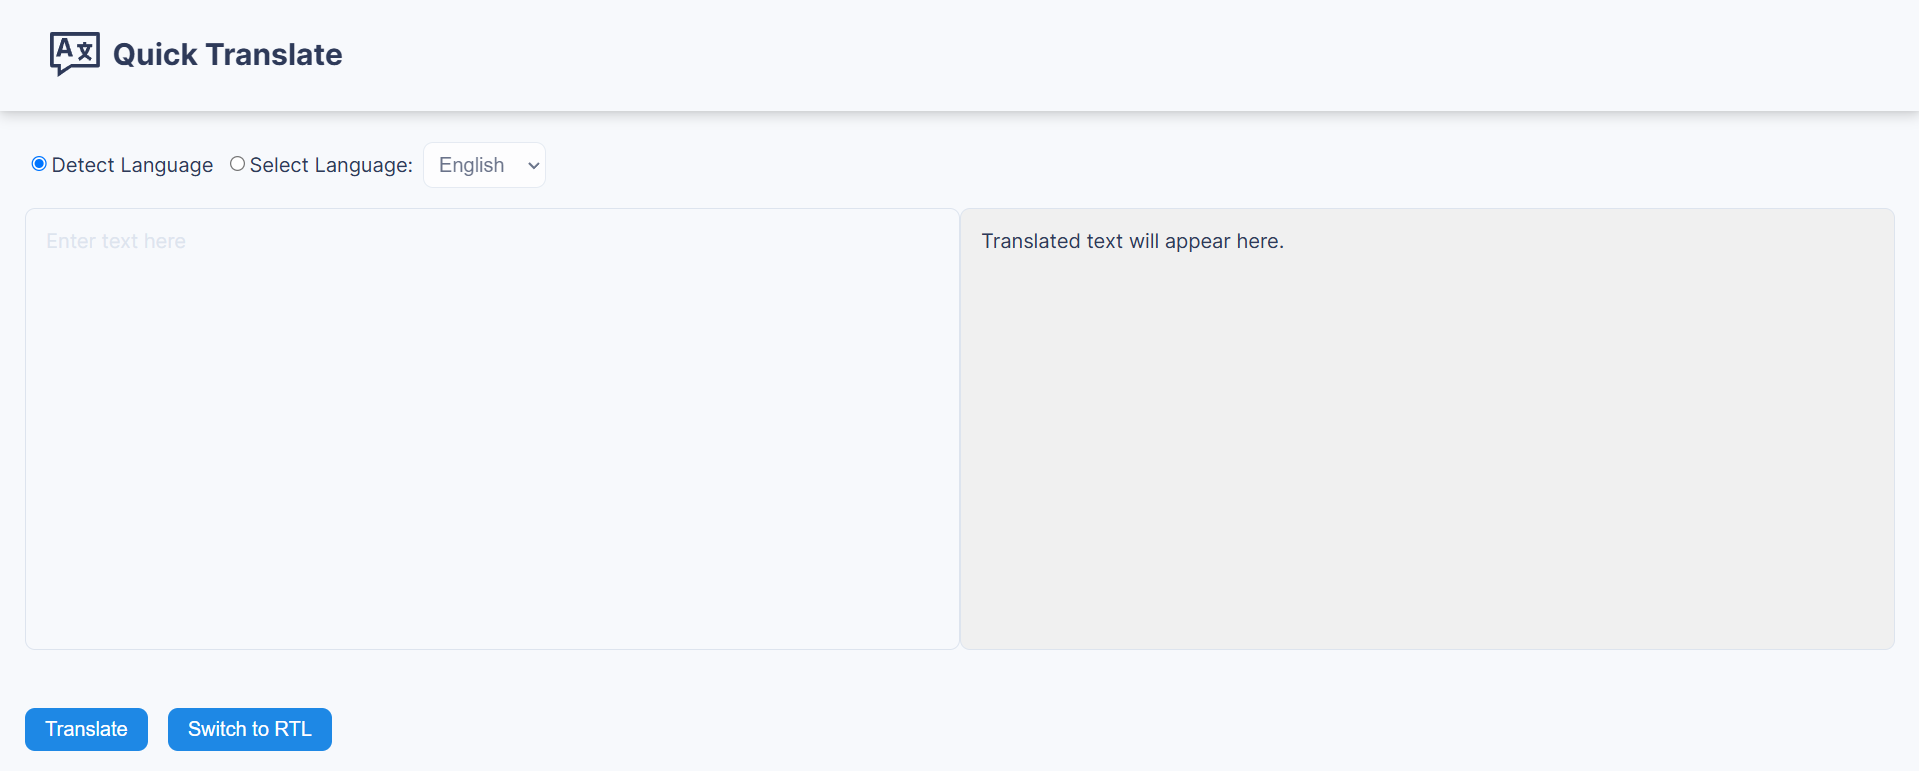 Quick Translate
Detect Language Select Language: English
Enter text here
Translated text will appear here.
Translate Switch to RTL